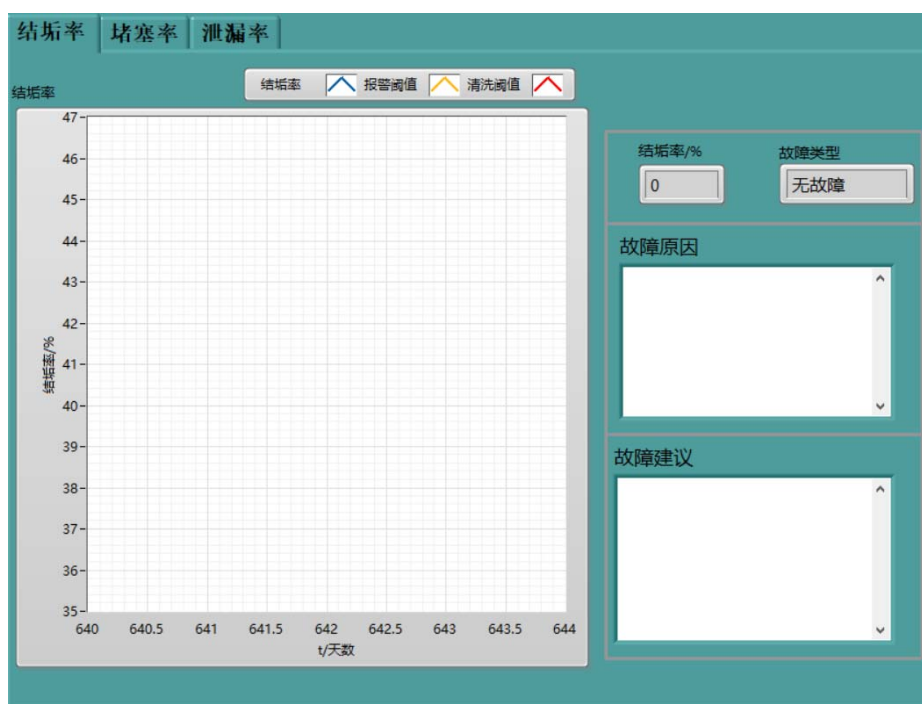 结垢率 堵塞率 泄漏率
结垢率 报警阈值 清洗阈值
结垢率
47
46
45
44
43
42
41
40
39
38
37
36
35
结垢率/%
640 640.5 641 641.5 642 642.5 643 643.5 644
t/天数
结垢率/% 故障类型
0 无故障
故障原因
故障建议